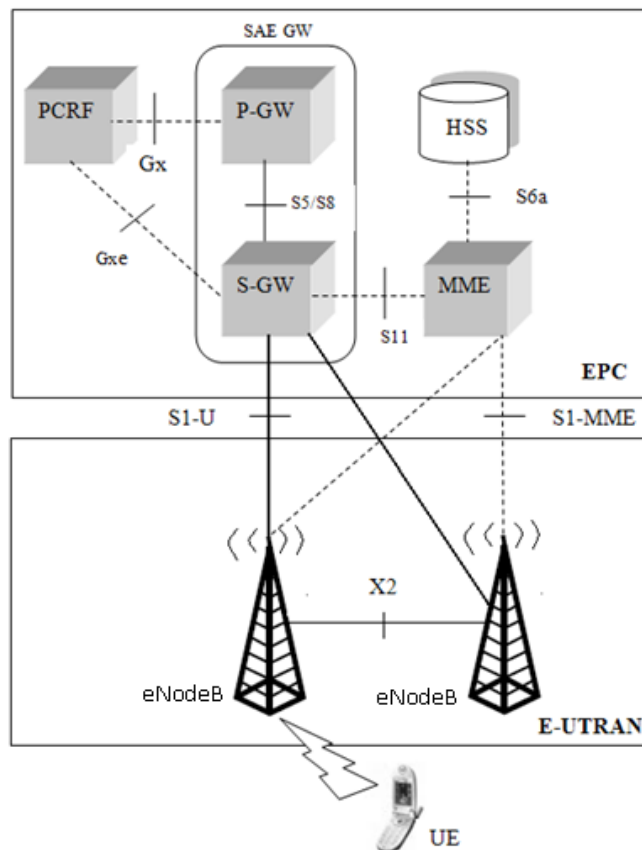 SAE GW
PCRF
P-GW
HSS
Gx
S5/S8
S6a
Gxe
S-GW
MME
S11
EPC
S1-U
S1-MME
X2
eNodeB
eNodeB
E-UTRAN
UE